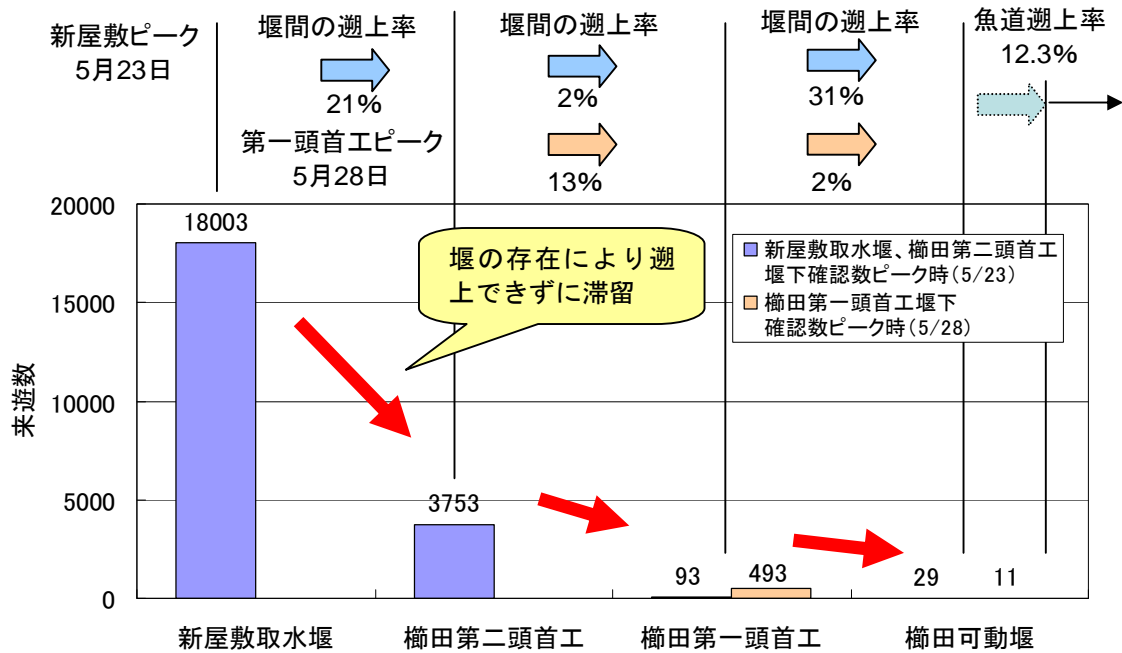 新屋敷ピーク
5月23日
堰間の遡上率
21%
堰間の遡上率
2%
堰間の遡上率
31%
魚道遡上率
12.3%
第一頭首工ピーク
5月28日
13%
2%
20000
15000
10000
5000
0
来遊数
18003
3753
93
493
29
11
堰の存在により遡
上できずに滞留
新屋敷取水堰、櫛田第二頭首工
堰下確認数ピーク時(5/23)
櫛田第一頭首工堰下
確認数ピーク時(5/28)
新屋敷取水堰
櫛田第二頭首工
櫛田第一頭首工
櫛田可動堰